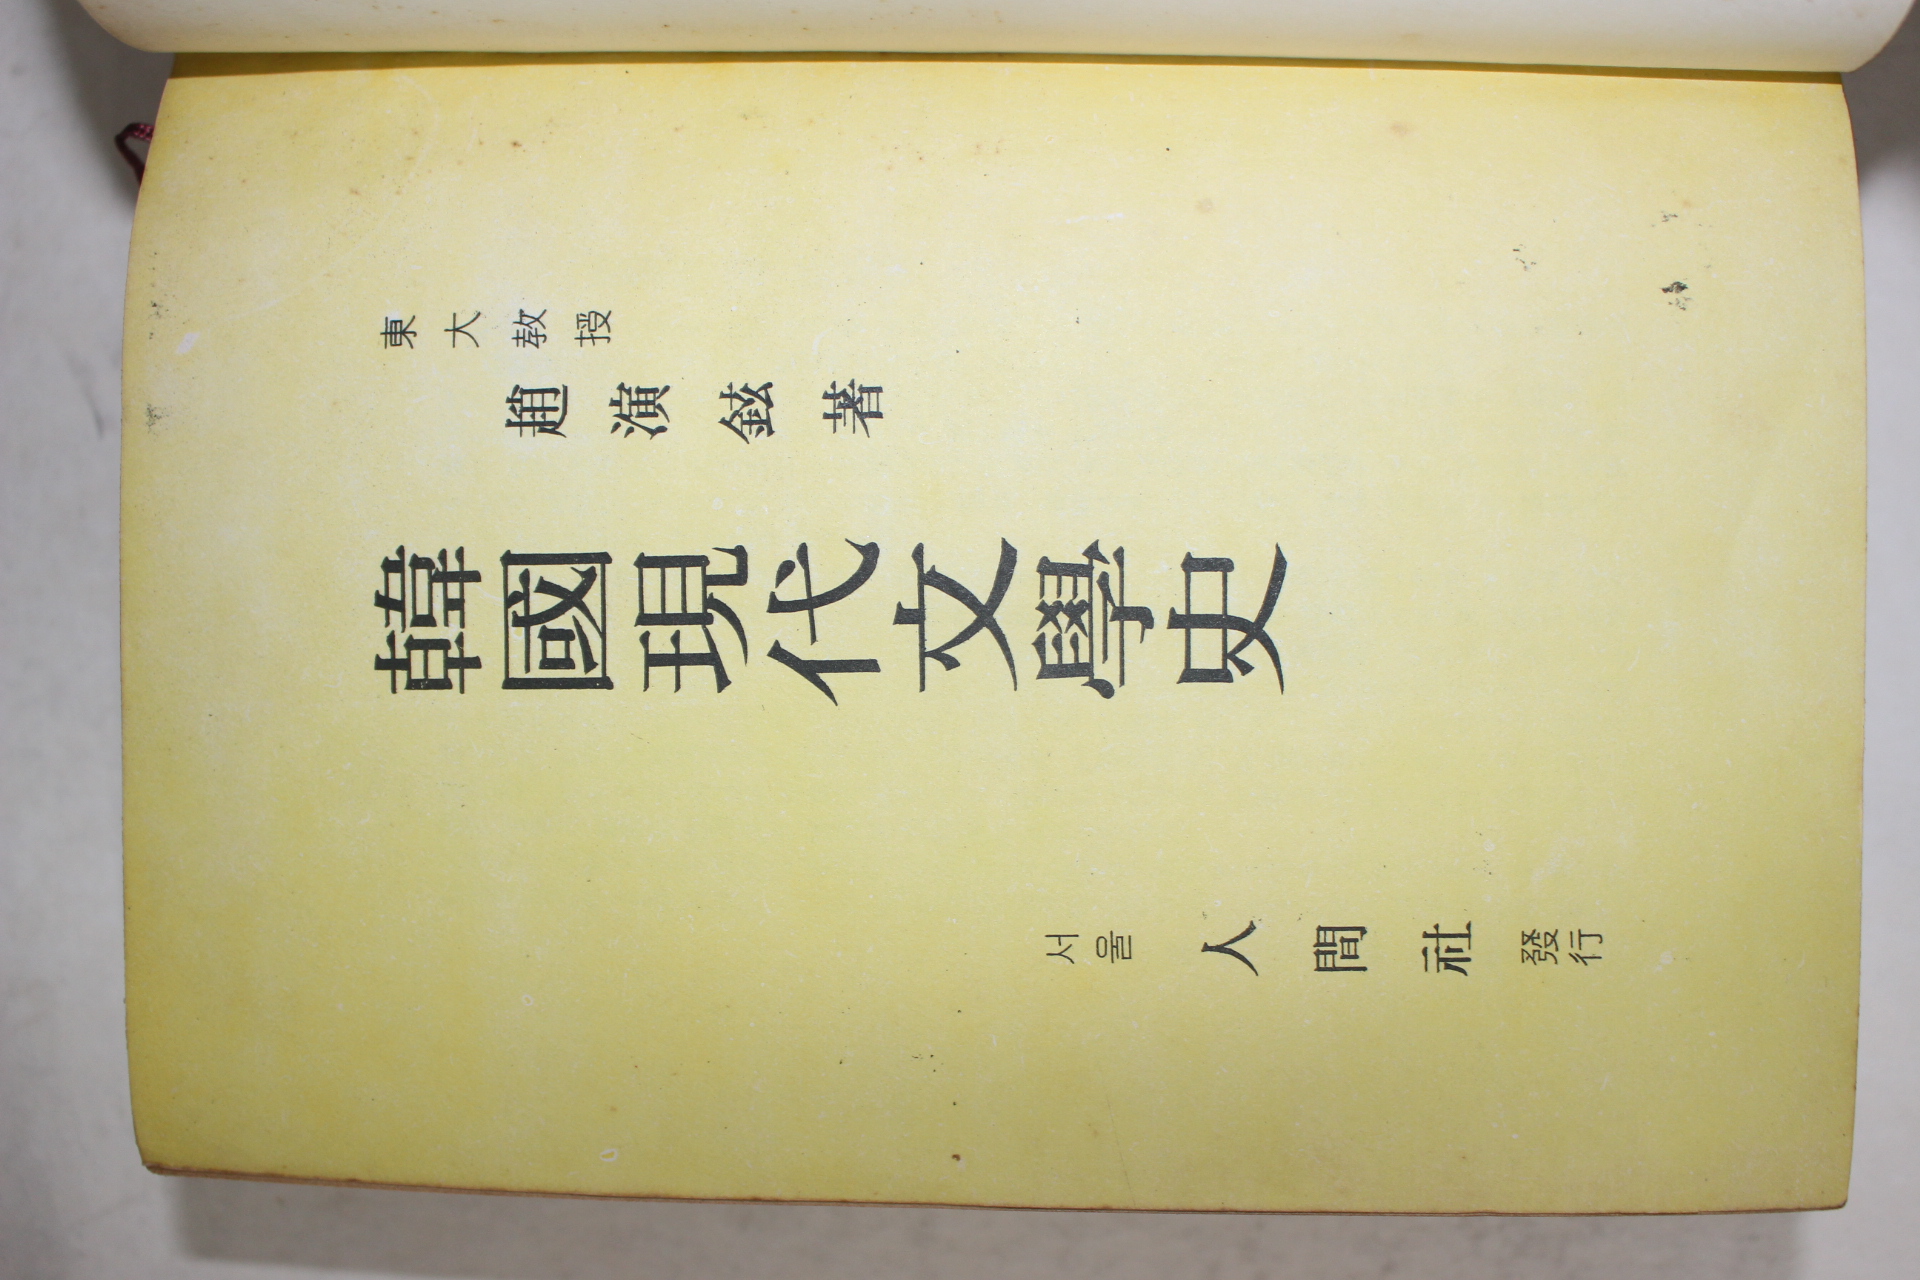 東大教授
趙演鉉著
韓國現代文學史
서울 人間社 發行